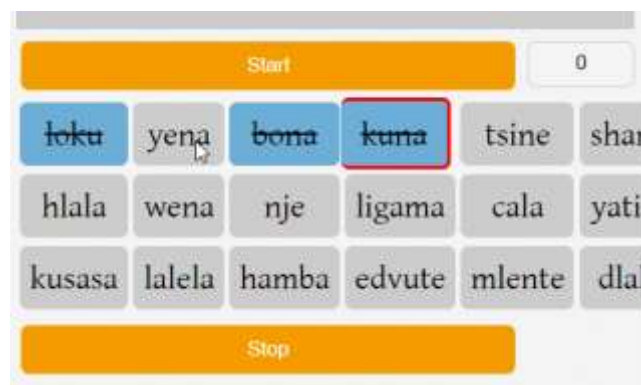 Start 0
loku yena bona kuna tsine
hlala wena nje ligama cala
kusasa lalela hamba edvute mlente
Stop